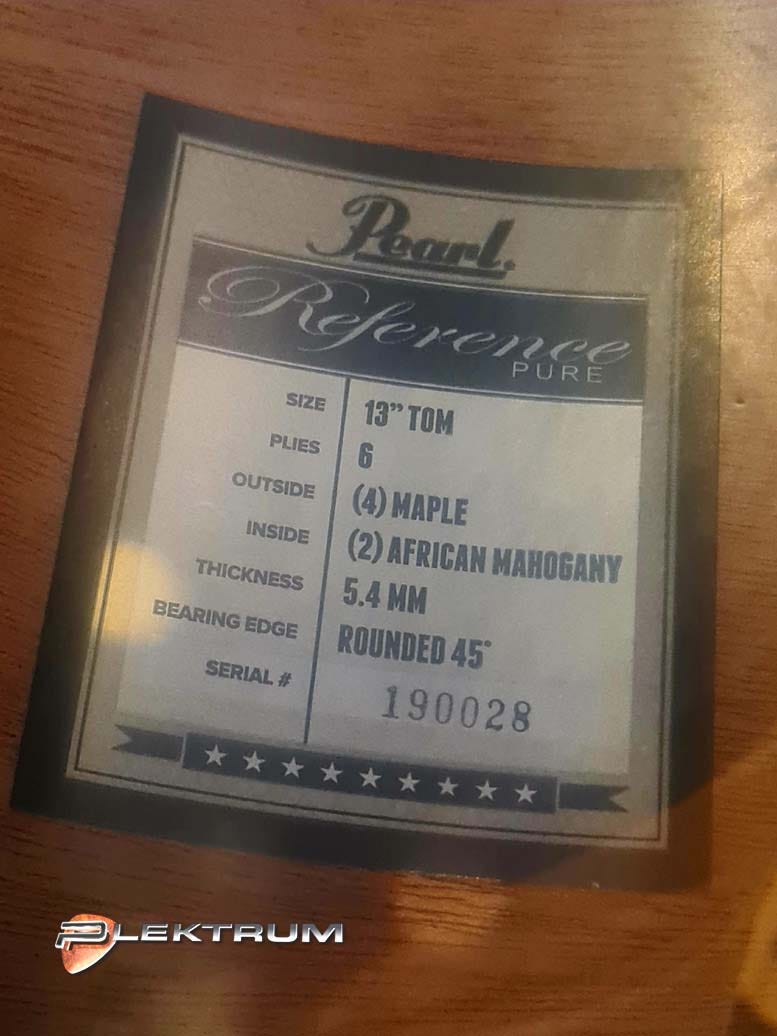 Pearl.
Reference
PURE
SIZE 13” TOM
PLIES 6
OUTSIDE (4) MAPLE
INSIDE (2) AFRICAN MAHOGANY
THICKNESS 5.4 MM
BEARING EDGE ROUNDED 45°
SERIAL # 190028
PLEKTRUM